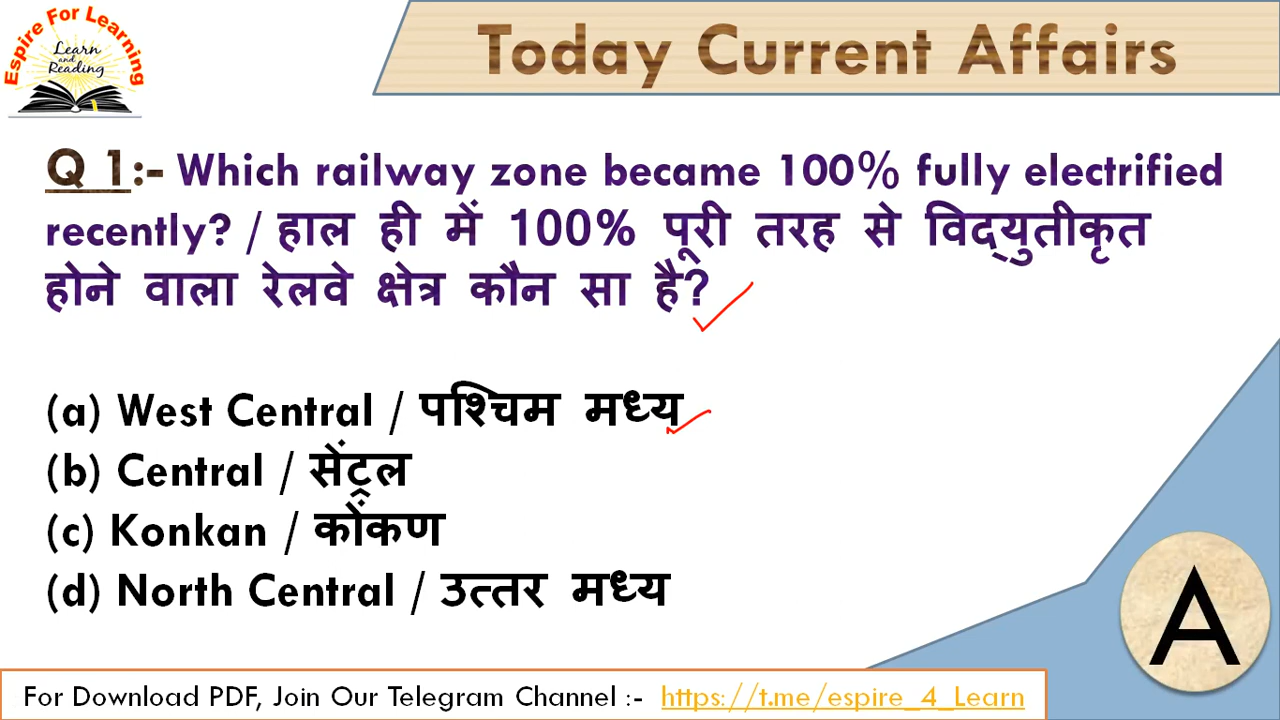 Espire For Learning
Learn
and
Reading
Today Current Affairs
Q 1:- Which railway zone became 100% fully electrified
recently? / हाल ही में 100% पूरी तरह से विद्युतीकृत
होने वाला रेलवे क्षेत्र कौन सा है?
(a) West Central / पश्चिम मध्य
(b) Central / सेंट्रल
(c) Konkan / कोंकण
(d) North Central / उत्तर मध्य
A
For Download PDF, Join Our Telegram Channel :- https://t.me/espire_4_Learn